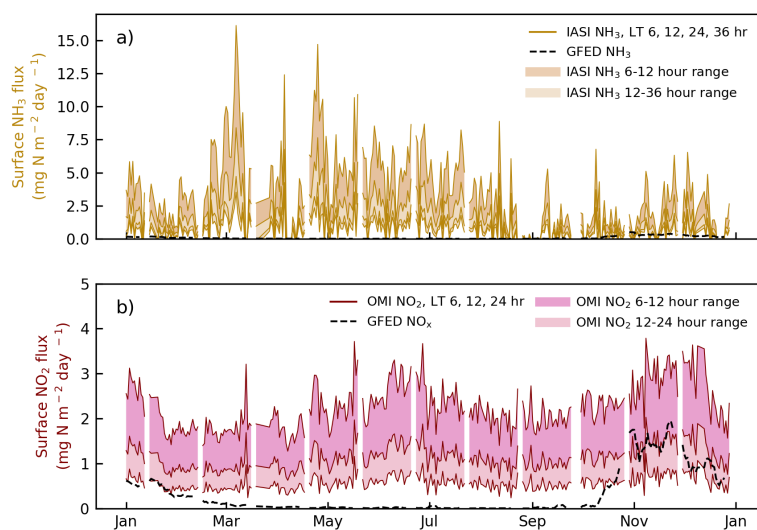 a)
IASI NH₃, LT 6, 12, 24, 36 hr
GFED NH₃
IASI NH₃ 6-12 hour range
IASI NH₃ 12-36 hour range
Surface NH₃ flux
(mg N m⁻² day ⁻¹)
15.0
12.5
10.0
7.5
5.0
2.5
0.0
b)
OMI NO₂, LT 6, 12, 24 hr
GFED NOₓ
OMI NO₂ 6-12 hour range
OMI NO₂ 12-24 hour range
Surface NO₂ flux
(mg N m⁻² day ⁻¹)
5
4
3
2
1
0
Jan Mar May Jul Sep Nov Jan